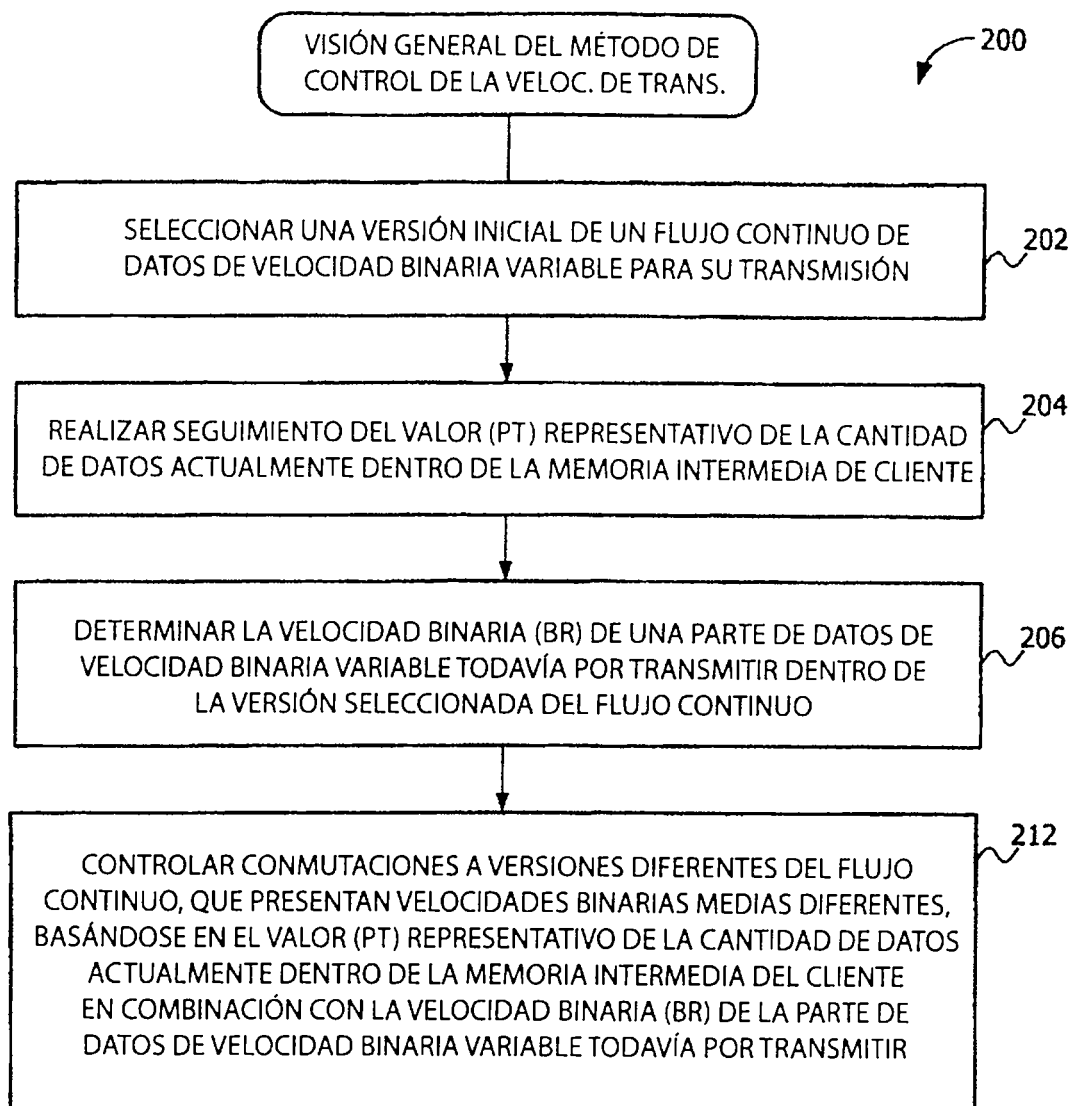 VISIÓN GENERAL DEL MÉTODO DE
CONTROL DE LA VELOC. DE TRANS.
200
SELECCIONAR UNA VERSIÓN INICIAL DE UN FLUJO CONTINUO DE
DATOS DE VELOCIDAD BINARIA VARIABLE PARA SU TRANSMISIÓN
202
REALIZAR SEGUIMIENTO DEL VALOR (PT) REPRESENTATIVO DE LA CANTIDAD
DE DATOS ACTUALMENTE DENTRO DE LA MEMORIA INTERMEDIA DE CLIENTE
204
DETERMINAR LA VELOCIDAD BINARIA (BR) DE UNA PARTE DE DATOS DE
VELOCIDAD BINARIA VARIABLE TODAVÍA POR TRANSMITIR DENTRO DE
LA VERSIÓN SELECCIONADA DEL FLUJO CONTINUO
206
CONTROLAR CONMUTACIONES A VERSIONES DIFERENTES DEL FLUJO
CONTINUO, QUE PRESENTAN VELOCIDADES BINARIAS MEDIAS DIFERENTES,
BASÁNDOSE EN EL VALOR (PT) REPRESENTATIVO DE LA CANTIDAD DE DATOS
ACTUALMENTE DENTRO DE LA MEMORIA INTERMEDIA DEL CLIENTE
EN COMBINACIÓN CON LA VELOCIDAD BINARIA (BR) DE LA PARTE DE
DATOS DE VELOCIDAD BINARIA VARIABLE TODAVÍA POR TRANSMITIR
212